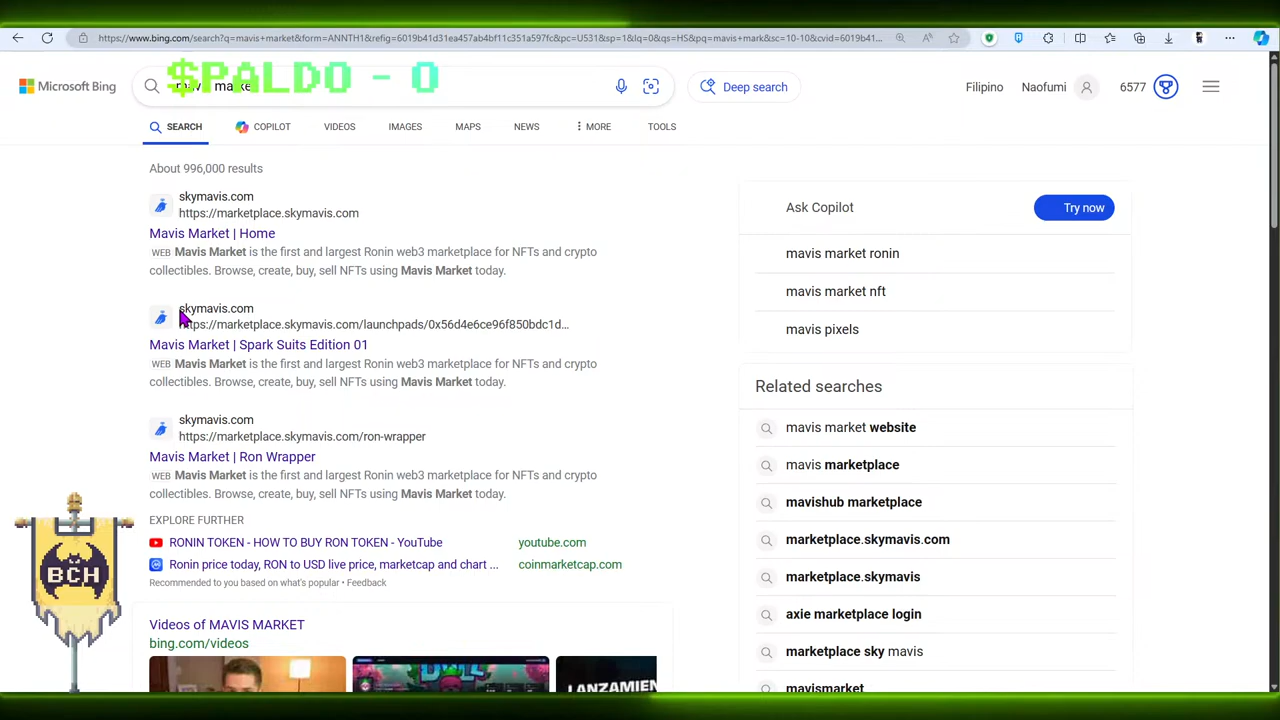 https://www.bing.com/search?q=mavis+market&form=ANNTH1&refig=6019b41d31ea457ab4bf11c351a597fc&pc=U531&sp=1&lq=0&qs=HS&pq=mavis+mark&sc=10-10&cvid=6019b41...
$PALDO - 0
Microsoft Bing
Deep search
Filipino
Naofumi
6577
SEARCH
COPILOT
VIDEOS
IMAGES
MAPS
NEWS
MORE
TOOLS
About 996,000 results
skymavis.com
https://marketplace.skymavis.com
Mavis Market | Home
WEB Mavis Market is the first and largest Ronin web3 marketplace for NFTs and crypto
collectibles. Browse, create, buy, sell NFTs using Mavis Market today.
skymavis.com
https://marketplace.skymavis.com/launchpads/0x56d4e6ce96f850bdc1d...
Mavis Market | Spark Suits Edition 01
WEB Mavis Market is the first and largest Ronin web3 marketplace for NFTs and crypto
collectibles. Browse, create, buy, sell NFTs using Mavis Market today.
skymavis.com
https://marketplace.skymavis.com/ron-wrapper
Mavis Market | Ron Wrapper
WEB Mavis Market is the first and largest Ronin web3 marketplace for NFTs and crypto
collectibles. Browse, create, buy, sell NFTs using Mavis Market today.
EXPLORE FURTHER
RONIN TOKEN - HOW TO BUY RON TOKEN - YouTube
youtube.com
Ronin price today, RON to USD live price, marketcap and chart ...
coinmarketcap.com
Recommended to you based on what's popular • Feedback
Videos of MAVIS MARKET
bing.com/videos
LANZAMIEN
Ask Copilot
Try now
mavis market ronin
mavis market nft
mavis pixels
Related searches
mavis market website
mavis marketplace
mavishub marketplace
marketplace.skymavis.com
marketplace.skymavis
axie marketplace login
marketplace sky mavis
mavismarket
BCH